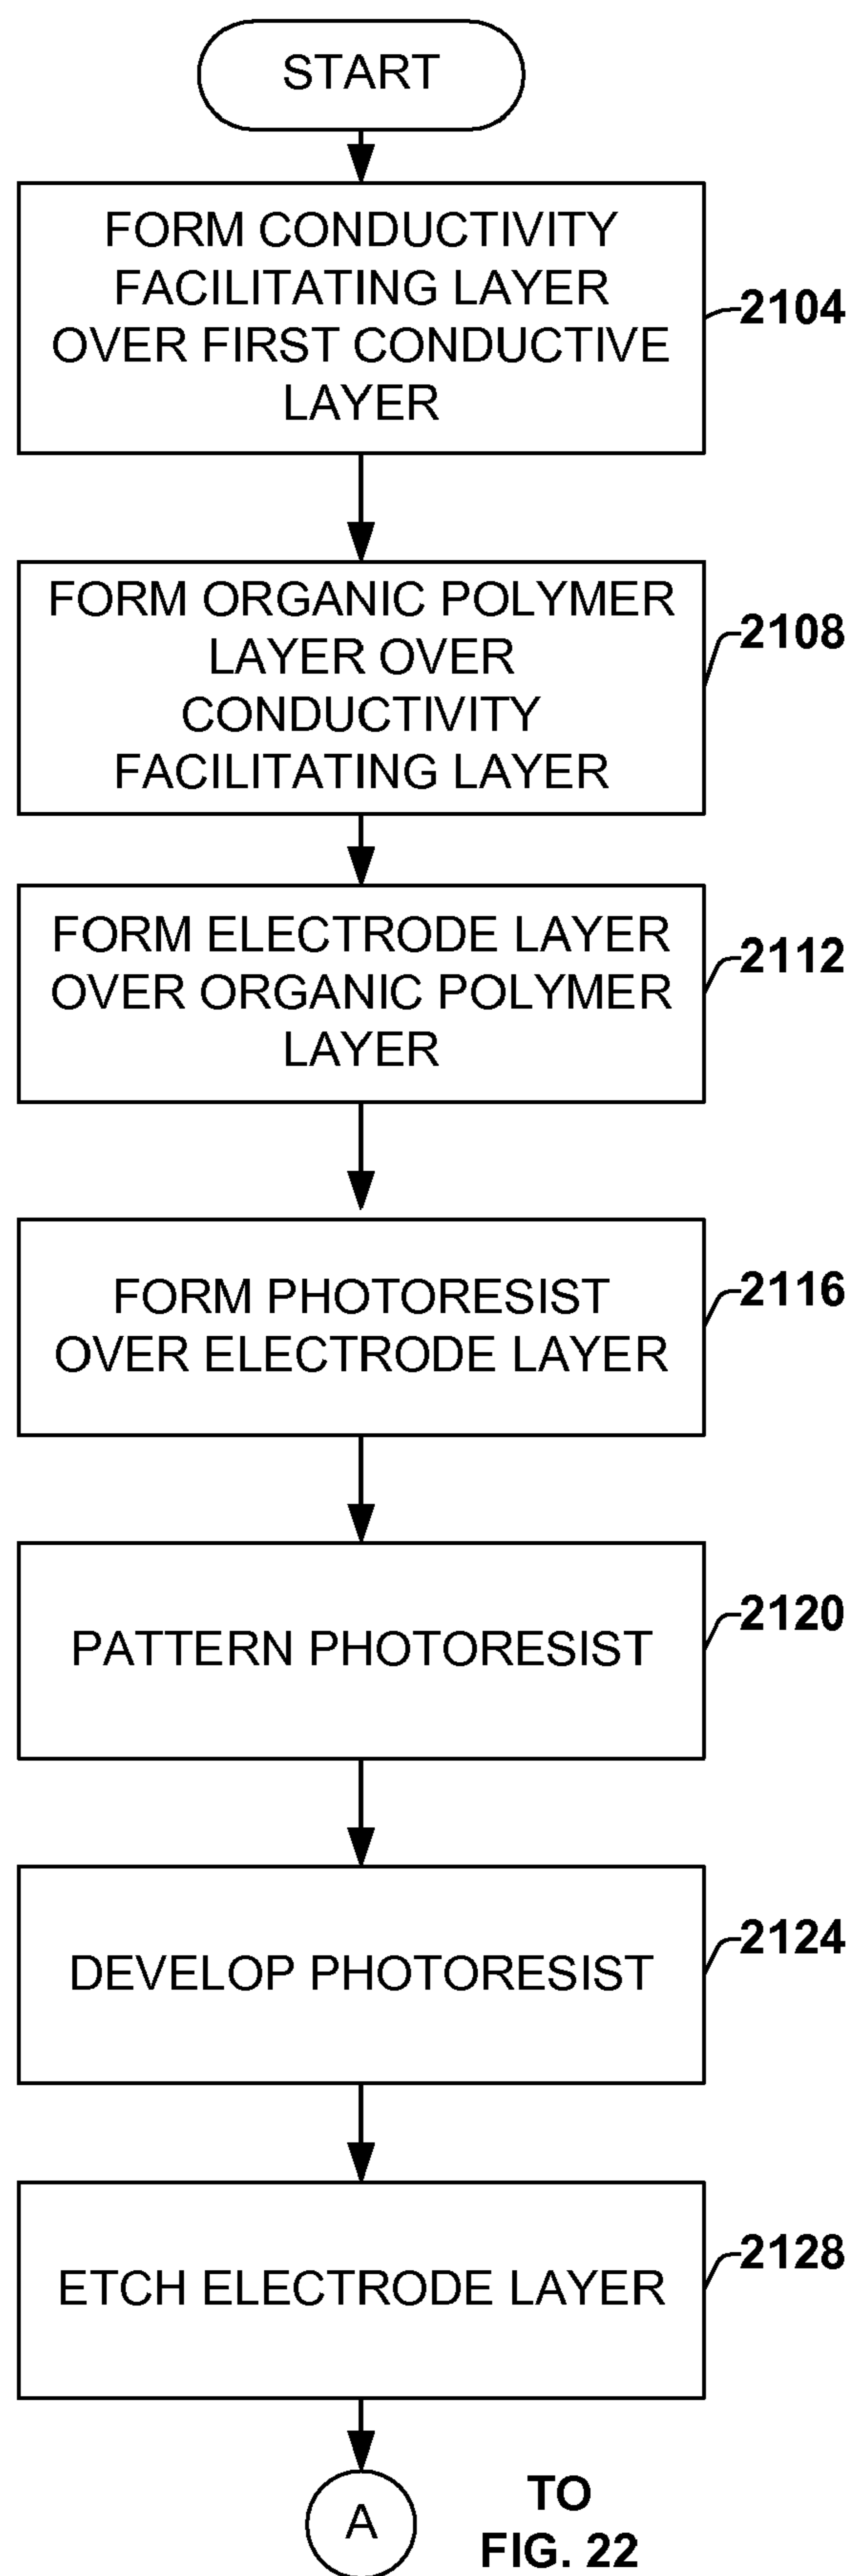 START
FORM CONDUCTIVITY
FACILITATING LAYER
OVER FIRST CONDUCTIVE
LAYER
2104
FORM ORGANIC POLYMER
LAYER OVER
CONDUCTIVITY
FACILITATING LAYER
2108
FORM ELECTRODE LAYER
OVER ORGANIC POLYMER
LAYER
2112
FORM PHOTORESIST
OVER ELECTRODE LAYER
2116
PATTERN PHOTORESIST
2120
DEVELOP PHOTORESIST
2124
ETCH ELECTRODE LAYER
2128
A
TO
FIG. 22